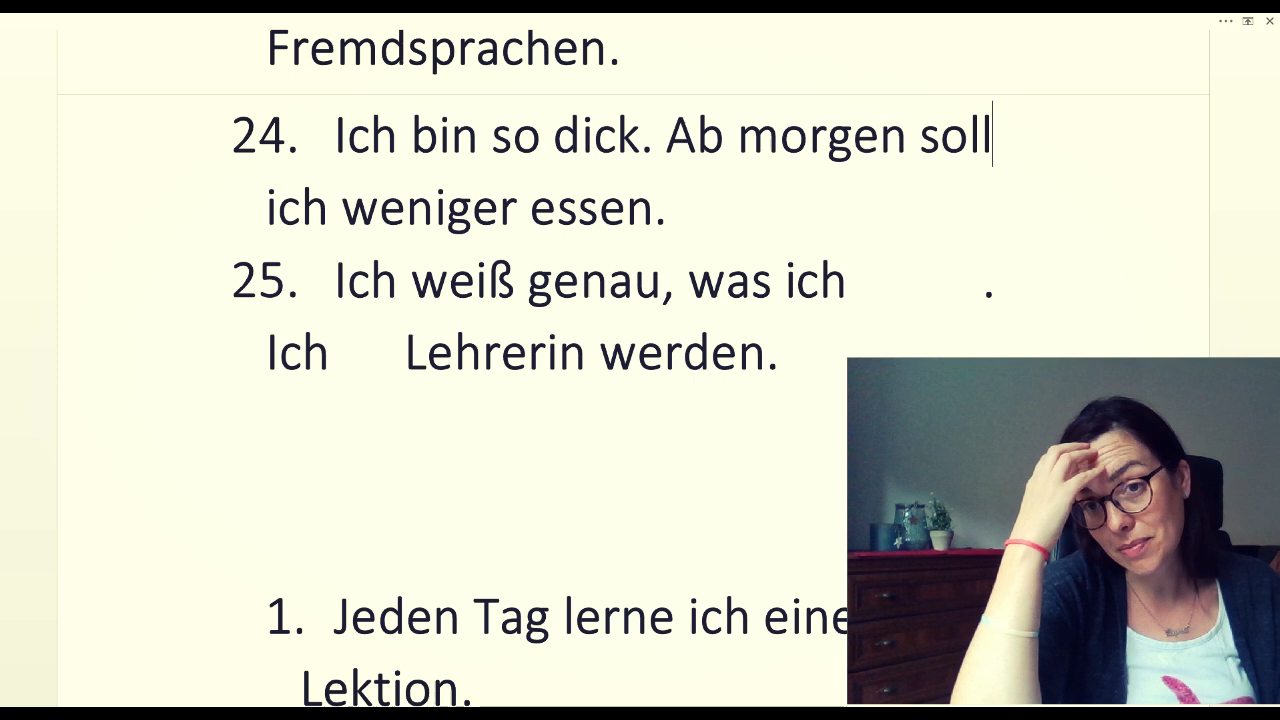 Fremdsprachen.
24. Ich bin so dick. Ab morgen soll
ich weniger essen.
25. Ich weiß genau, was ich .
Ich Lehrerin werden.
1. Jeden Tag lerne ich eine
Lektion.